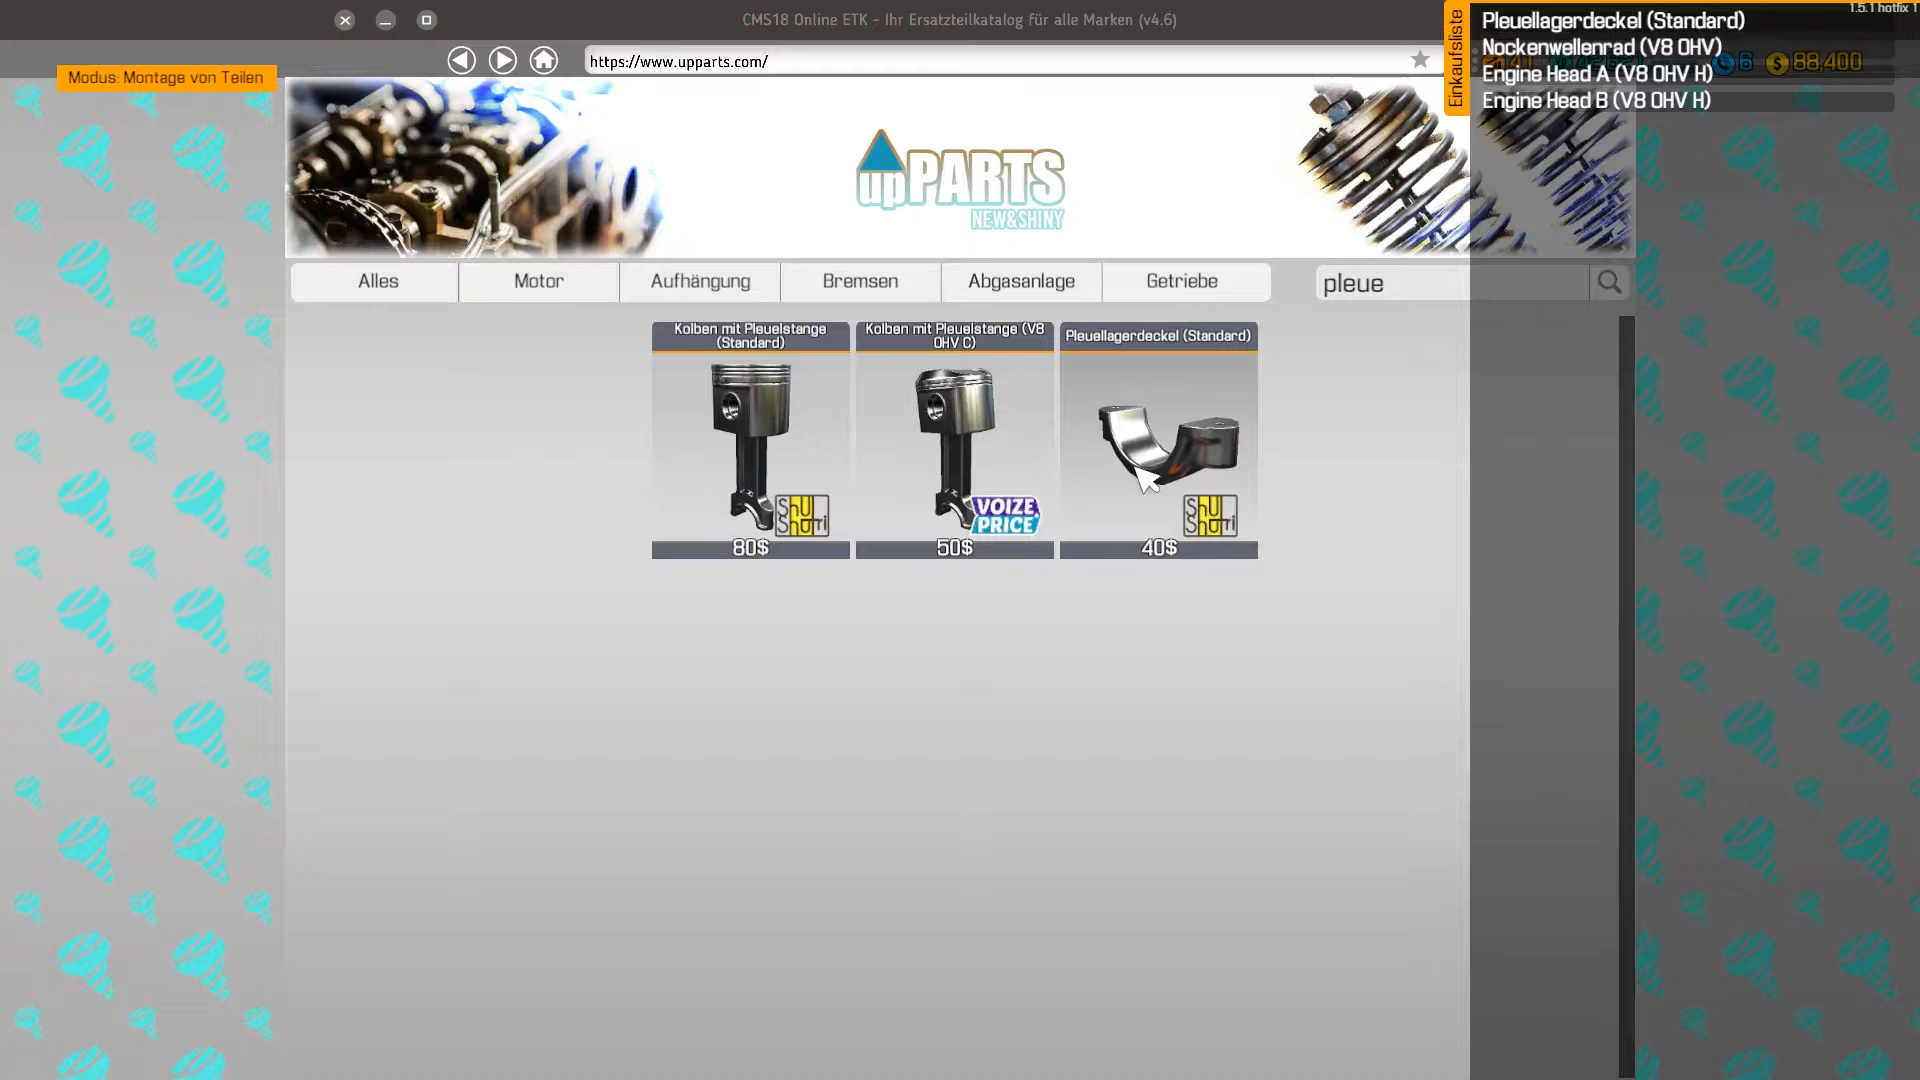 CMS18 Online ETK - Ihr Ersatzteilkatalog für alle Marken (v4.6)
1.5.1 hotfix 1
Einkaufsliste
Pleuellagerdeckel (Standard)
Nockenwellenrad (V8 OHV)
Engine Head A (V8 OHV H)
Engine Head B (V8 OHV H)
6
$ 88,400
https://www.upparts.com/
Modus: Montage von Teilen
upPARTS
NEW&SHINY
Alles
Motor
Aufhängung
Bremsen
Abgasanlage
Getriebe
pleue
Kolben mit Pleuelstange
(Standard)
80$
Kolben mit Pleuelstange (V8
OHV C)
VOIZE
PRICE
50$
Pleuellagerdeckel (Standard)
40$